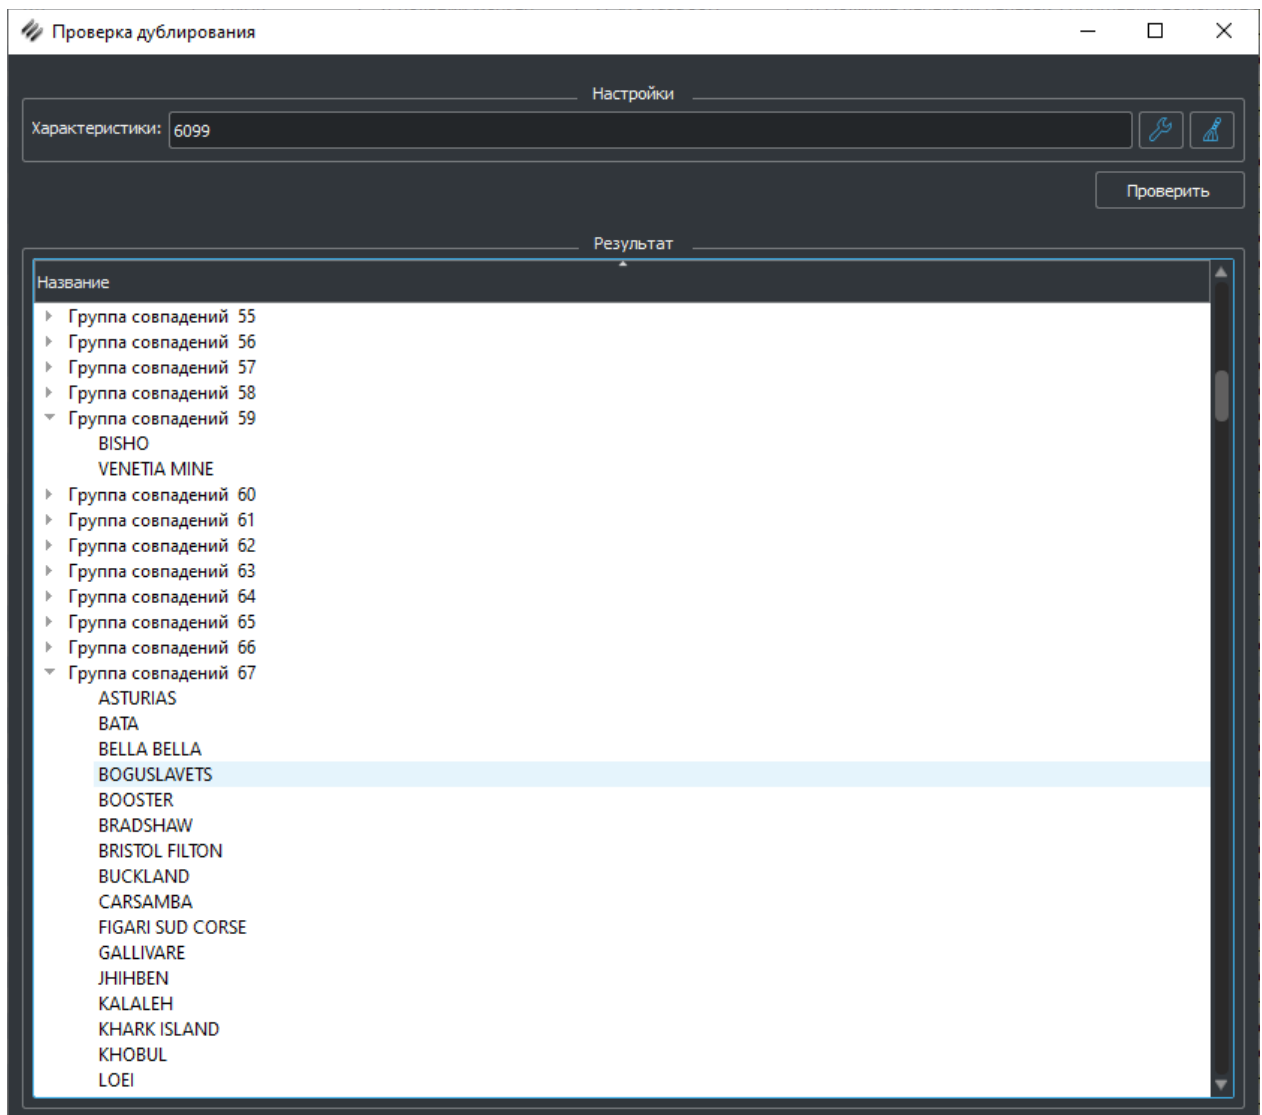 Проверка дублирования
Настройки
Характеристики: 6099
Проверить
Результат
Название
Группа совпадений 55
Группа совпадений 56
Группа совпадений 57
Группа совпадений 58
Группа совпадений 59
BISHO
VENETIA MINE
Группа совпадений 60
Группа совпадений 61
Группа совпадений 62
Группа совпадений 63
Группа совпадений 64
Группа совпадений 65
Группа совпадений 66
Группа совпадений 67
ASTURIAS
BATA
BELLA BELLA
BOGUSLAVETS
BOOSTER
BRADSHAW
BRISTOL FILTON
BUCKLAND
CARSAMBA
FIGARI SUD CORSE
GALLIVARE
JHIHBEN
KALALEH
KHARK ISLAND
KHOBUL
LOEI